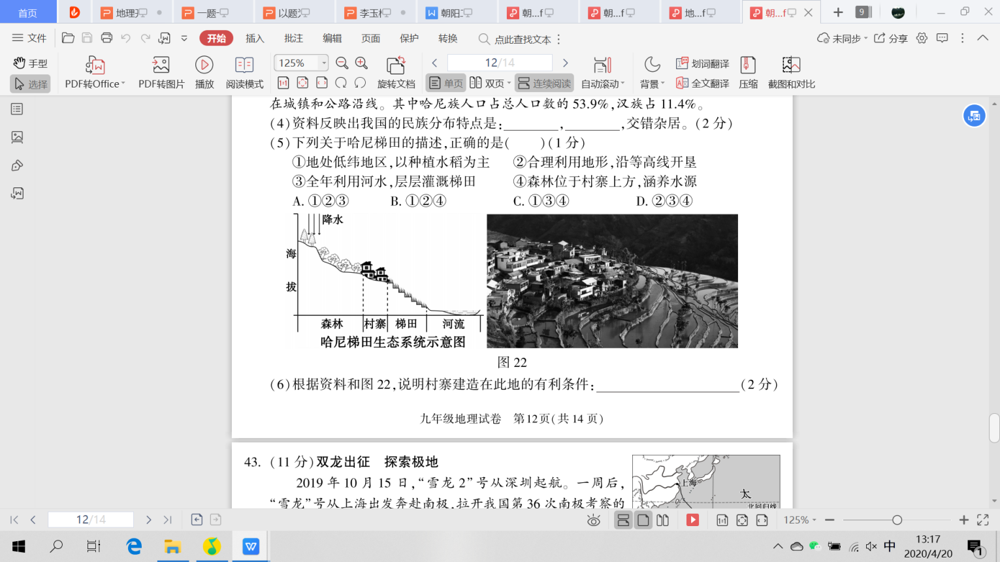 首页 地理 一题一 以题 李玉 朝阳 朝...f 朝...f 地...f 朝...f 9
文件 开始 插入 批注 编辑 页面 保护 转换 点此查找文本 未同步 分享
手型 选择 PDF转Office PDF转图片 播放 阅读模式 125% 旋转文档 12/14 单页 双页 连续阅读 自动滚动 背景 划词翻译 全文翻译 压缩 截图和对比
在城镇和公路沿线。其中哈尼族人口占总人口数的 53.9%,汉族占 11.4%。
(4)资料反映出我国的民族分布特点是:________,________,交错杂居。(2 分)
(5)下列关于哈尼梯田的描述,正确的是(    )(1 分)
①地处低纬地区,以种植水稻为主 ②合理利用地形,沿等高线开垦
③全年利用河水,层层灌溉梯田 ④森林位于村寨上方,涵养水源
A. ①②③ B. ①②④ C. ①③④ D. ②③④
降水
海
拔
森林 村寨 梯田 河流
哈尼梯田生态系统示意图
图 22
(6)根据资料和图 22,说明村寨建造在此地的有利条件:____________________(2 分)
九年级地理试卷 第12页(共 14 页)
43. (11 分)双龙出征 探索极地
2019 年 10 月 15 日,“雪龙 2”号从深圳起航。一周后,
“雪龙”号从上海出发奔赴南极,拉开我国第 36 次南极考察的
上海
太
北回归线
12/14 125%
中 13:17
2020/4/20 1